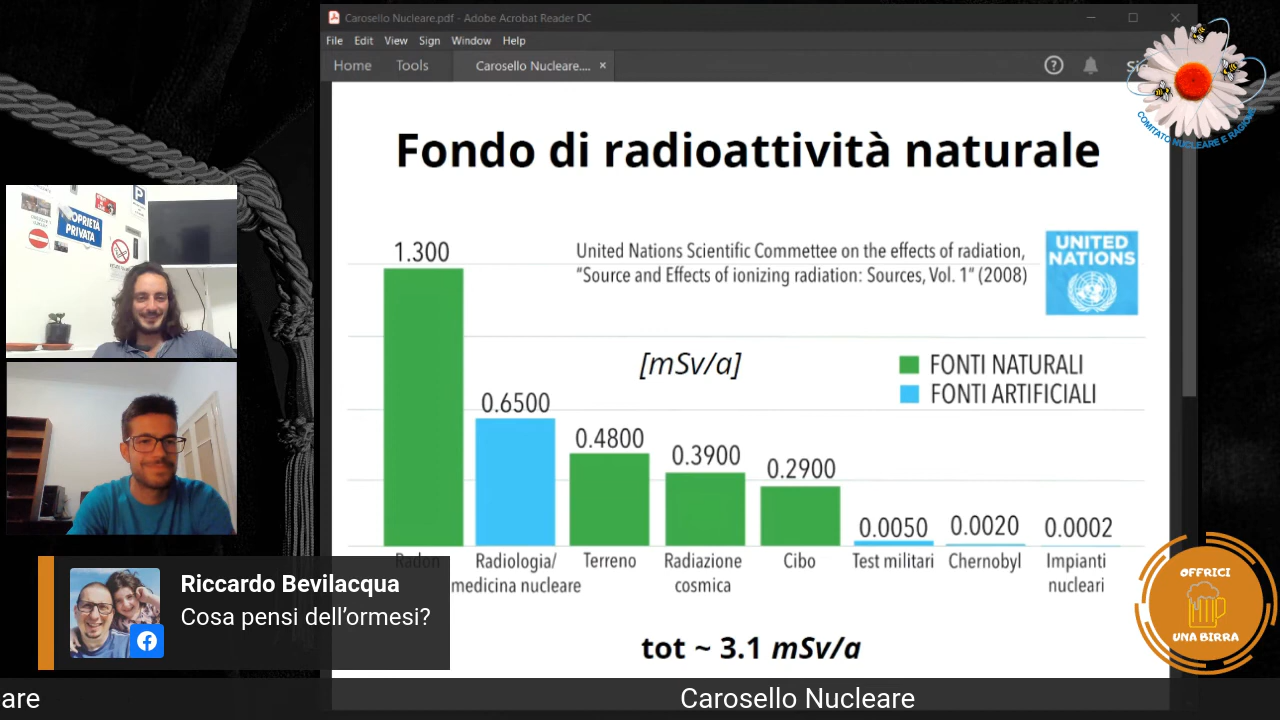 Carosello Nucleare.pdf - Adobe Acrobat Reader DC
File Edit View Sign Window Help
Home Tools Carosello Nucleare....
COMITATO NUCLEARE E RAGIONE
Fondo di radioattività naturale
United Nations Scientific Committee on the effects of radiation,
"Source and Effects of ionizing radiation: Sources, Vol. 1" (2008)
UNITED
NATIONS
[mSv/a]
FONTI NATURALI
FONTI ARTIFICIALI
1.300
0.6500
0.4800
0.3900
0.2900
0.0050
0.0020
0.0002
Radon
Radiologia/
medicina nucleare
Terreno
Radiazione
cosmica
Cibo
Test militari
Chernobyl
Impianti
nucleari
tot ~ 3.1 mSv/a
PROPRIETÀ
PRIVATA
P
Riccardo Bevilacqua
Cosa pensi dell’ormesi?
OFFRICI
UNA BIRRA
are
Carosello Nucleare